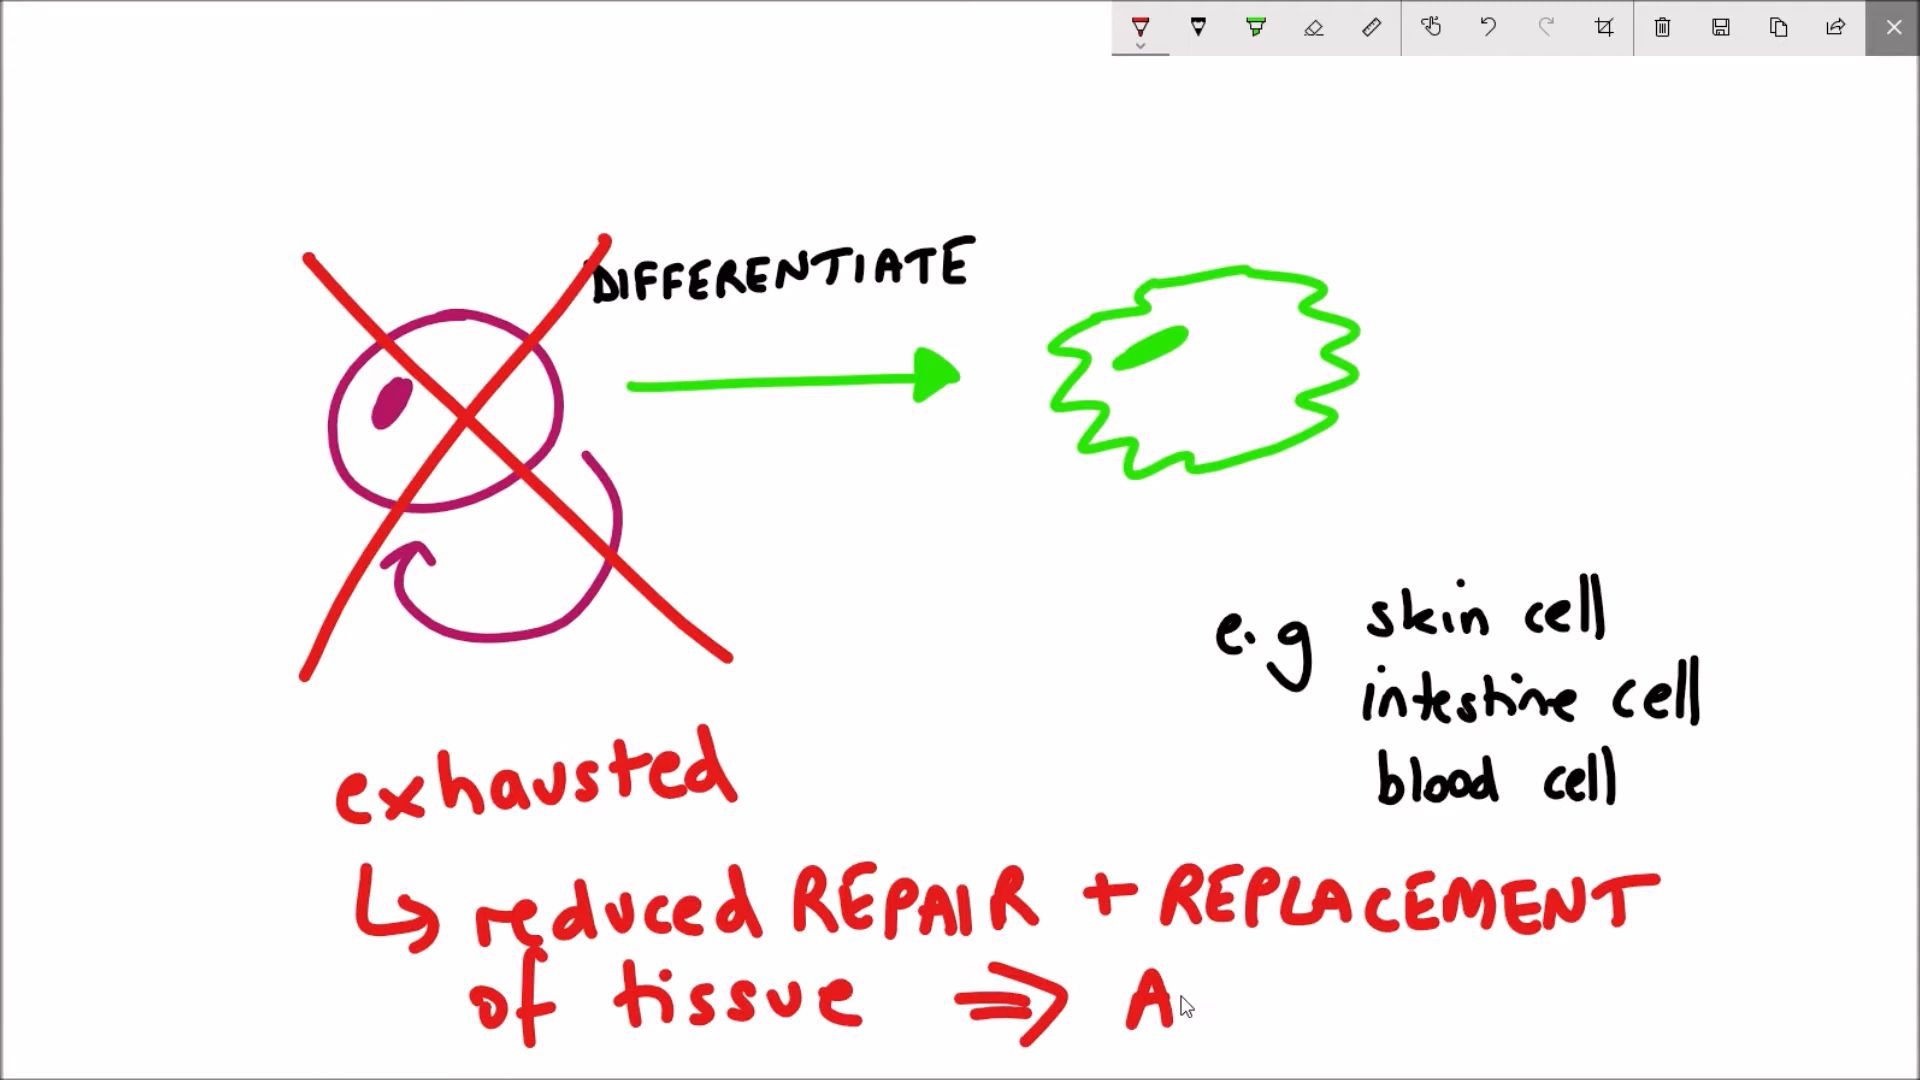 DIFFERENTIATE
e.g skin cell
intestine cell
blood cell
exhausted
↳ reduced REPAIR + REPLACEMENT
of tissue ⇒ A